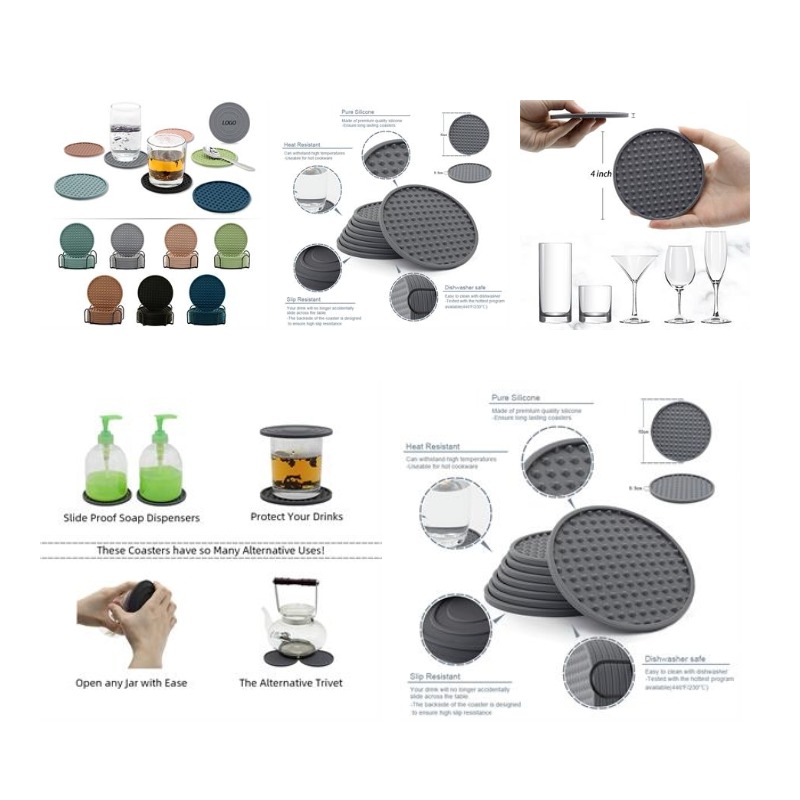 LOGO
Pure Silicone
Made of premium quality silicone
-Ensure long lasting coasters
Heat Resistant
Can withstand high temperatures
-Usable for hot cookware
Slip Resistant
Your drink will no longer accidentally
slide across the table.
-The backside of the coaster is designed
to ensure high slip resistance
Dishwasher safe
Easy to clean with dishwasher
-Tested with the hottest program
available(446°F/230°C)
4 inch
Slide Proof Soap Dispensers
Protect Your Drinks
These Coasters have so Many Alternative Uses!
Open any Jar with Ease
The Alternative Trivet
Pure Silicone
Made of premium quality silicone
-Ensure long lasting coasters
Heat Resistant
Can withstand high temperatures
-Usable for hot cookware
Slip Resistant
Your drink will no longer accidentally
slide across the table.
-The backside of the coaster is designed
to ensure high slip resistance
Dishwasher safe
Easy to clean with dishwasher
-Tested with the hottest program
available(446°F/230°C)